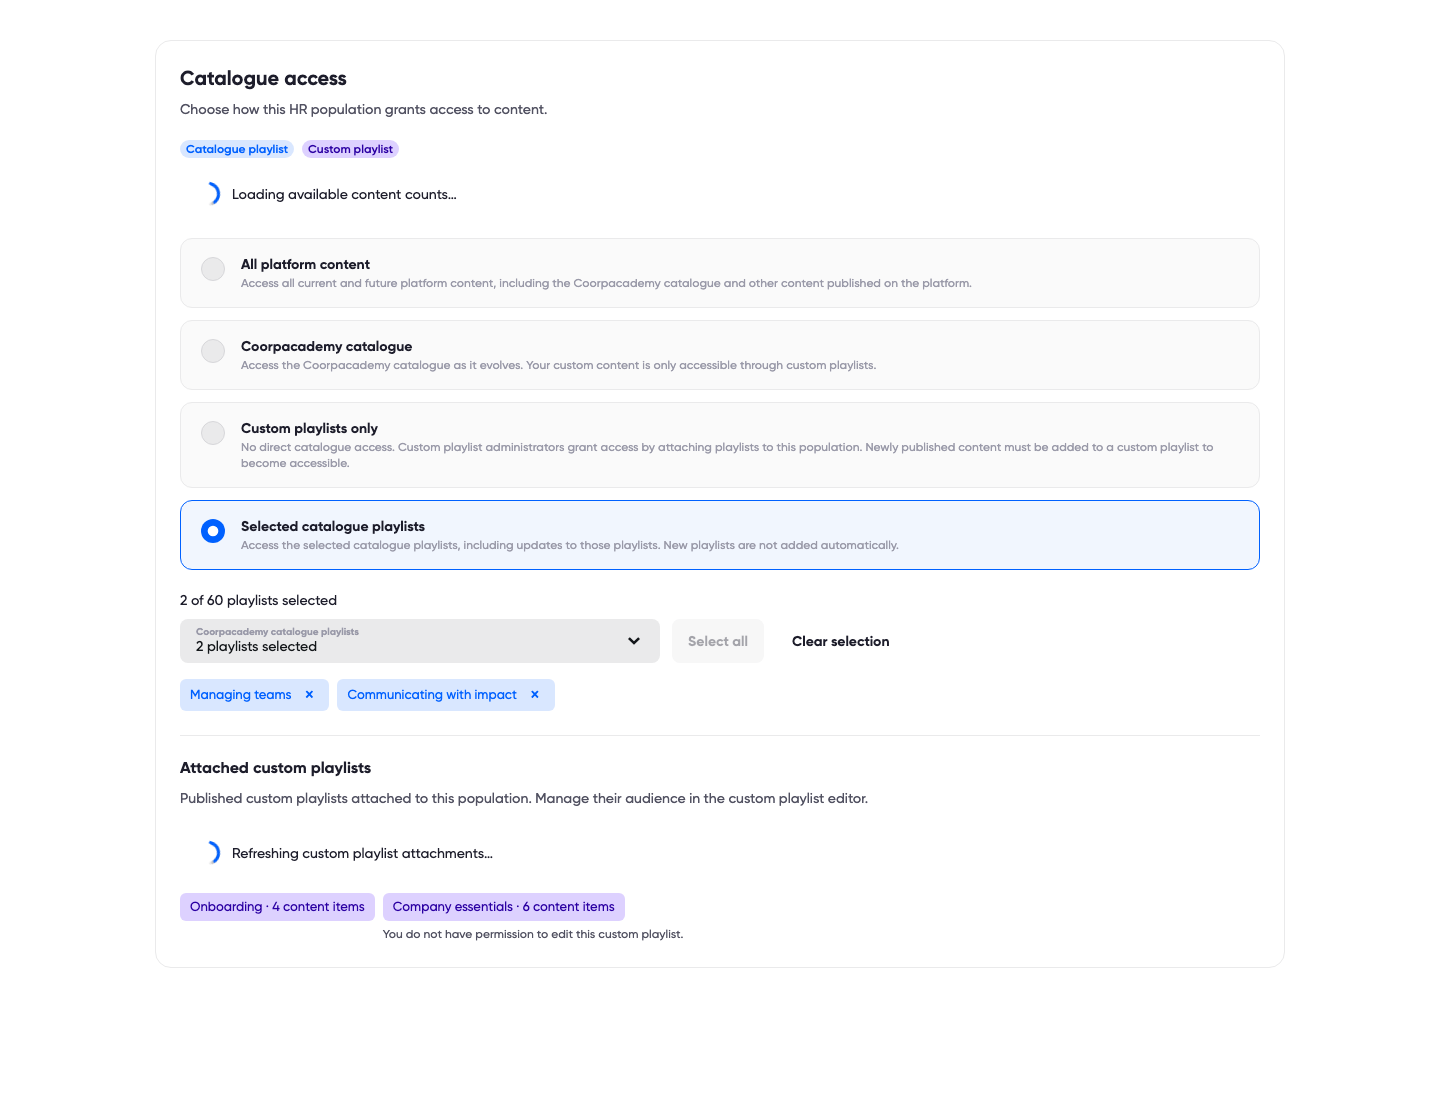 Catalogue access
Choose how this HR population grants access to content.
Catalogue playlist Custom playlist
Loading available content counts...
All platform content
Access all current and future platform content, including the Coorpacademy catalogue and other content published on the platform.
Coorpacademy catalogue
Access the Coorpacademy catalogue as it evolves. Your custom content is only accessible through custom playlists.
Custom playlists only
No direct catalogue access. Custom playlist administrators grant access by attaching playlists to this population. Newly published content must be added to a custom playlist to
become accessible.
Selected catalogue playlists
Access the selected catalogue playlists, including updates to those playlists. New playlists are not added automatically.
2 of 60 playlists selected
Coorpacademy catalogue playlists
2 playlists selected
Select all
Clear selection
Managing teams ×
Communicating with impact ×
Attached custom playlists
Published custom playlists attached to this population. Manage their audience in the custom playlist editor.
Refreshing custom playlist attachments...
Onboarding · 4 content items
Company essentials · 6 content items
You do not have permission to edit this custom playlist.